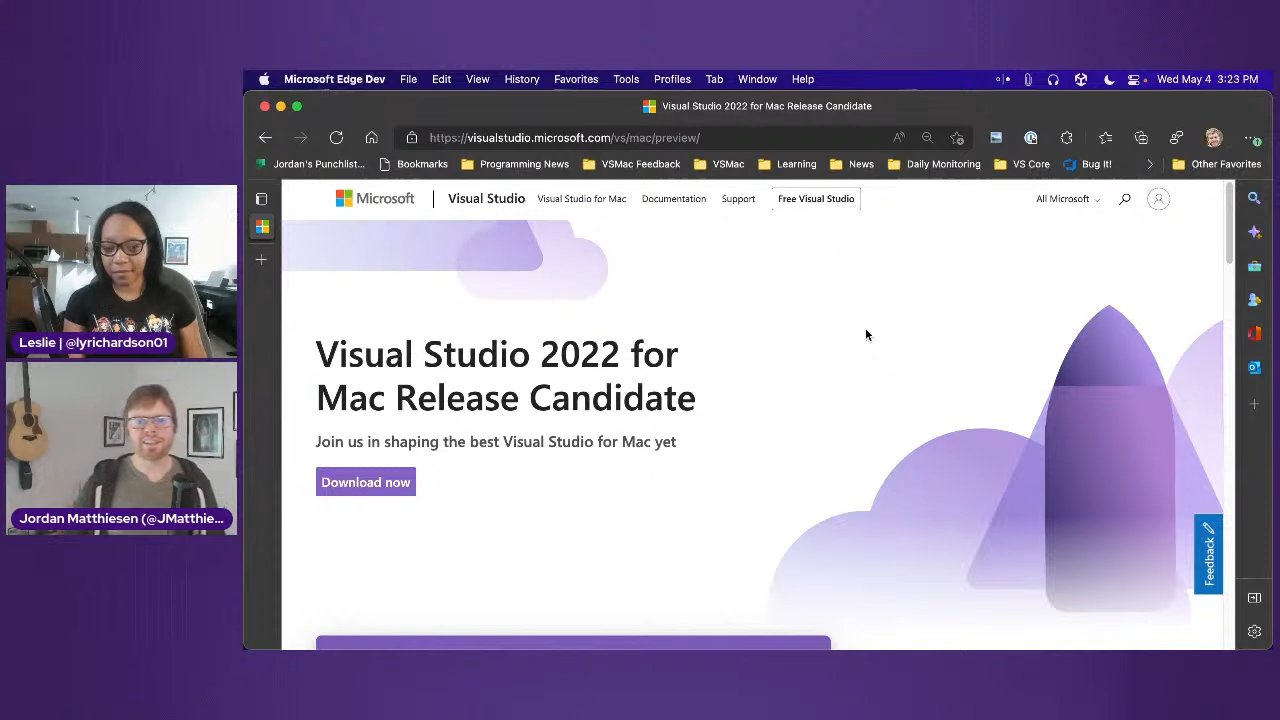 Microsoft Edge Dev File Edit View History Favorites Tools Profiles Tab Window Help Wed May 4 3:23 PM
Visual Studio 2022 for Mac Release Candidate
https://visualstudio.microsoft.com/vs/mac/preview/
Jordan's Punchlist... Bookmarks Programming News VSMac Feedback VSMac Learning News Daily Monitoring VS Core Bug It! Other Favorites
Microsoft Visual Studio Visual Studio for Mac Documentation Support Free Visual Studio All Microsoft
Visual Studio 2022 for
Mac Release Candidate
Join us in shaping the best Visual Studio for Mac yet
Download now
Feedback
Leslie | @lyrichardson01
Jordan Matthiesen (@JMatthie...